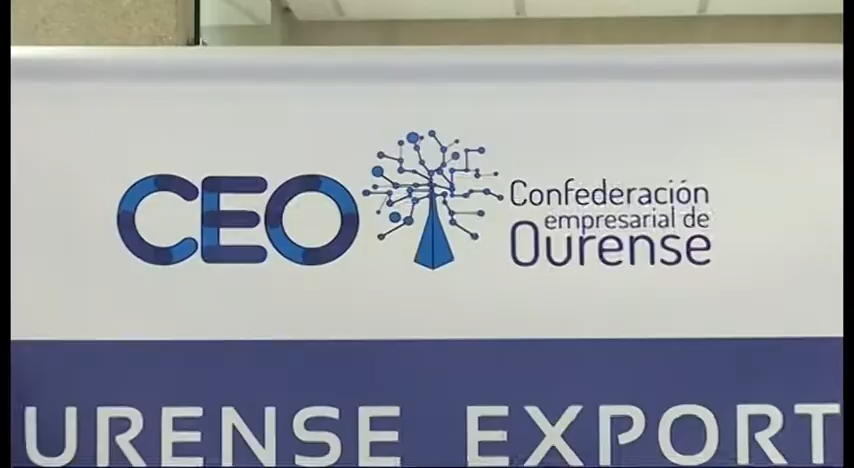 CEO
Confederación
empresarial de
Ourense
URENSE EXPORT